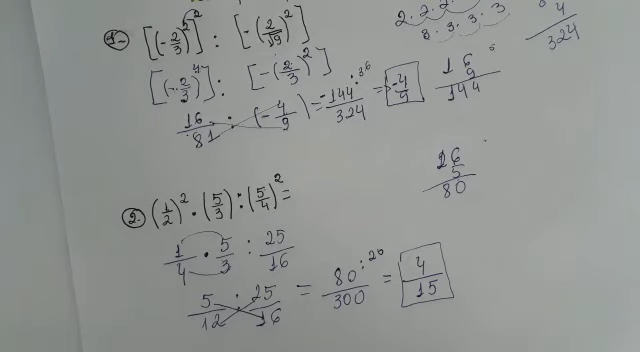 1- [(-2/3)²]² : [-(2/19)²]
2 . 2 . 2 . 2
8 . 3 . 3 . 3
4
324
[(-2/3)⁴] : [-(2/3)²]
16/81 : (-4/9) = -144/324 :36 = -4/9
16
9
144
2. (1/2)² . (5/3) : (5/4)² =
16
5
80
1/4 . 5/3 : 25/16
5/12 : 25/16 = 80/300 :20 = 4/15